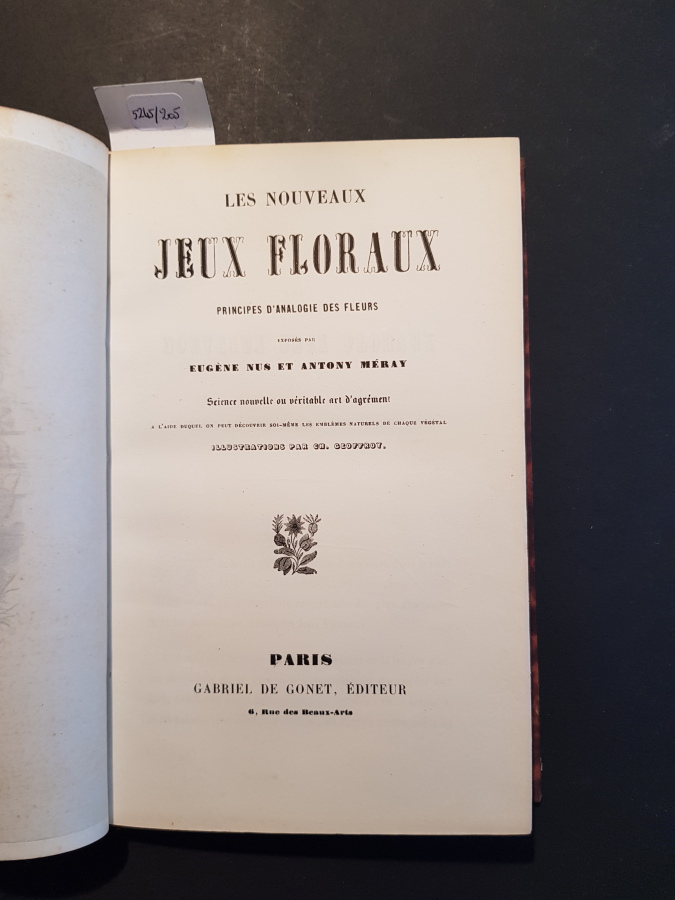 5245/205
LES NOUVEAUX
JEUX FLORAUX
PRINCIPES D'ANALOGIE DES FLEURS
EXPOSÉS PAR
EUGÈNE NUS ET ANTONY MÉRAY
Science nouvelle ou véritable art d'agrément
A L'AIDE DUQUEL ON PEUT DÉCOUVRIR SOI-MÊME LES EMBLÈMES NATURELS DE CHAQUE VÉGÉTAL
ILLUSTRATIONS PAR CH. GEOFFROY.
PARIS
GABRIEL DE GONET, ÉDITEUR
6, Rue des Beaux-Arts